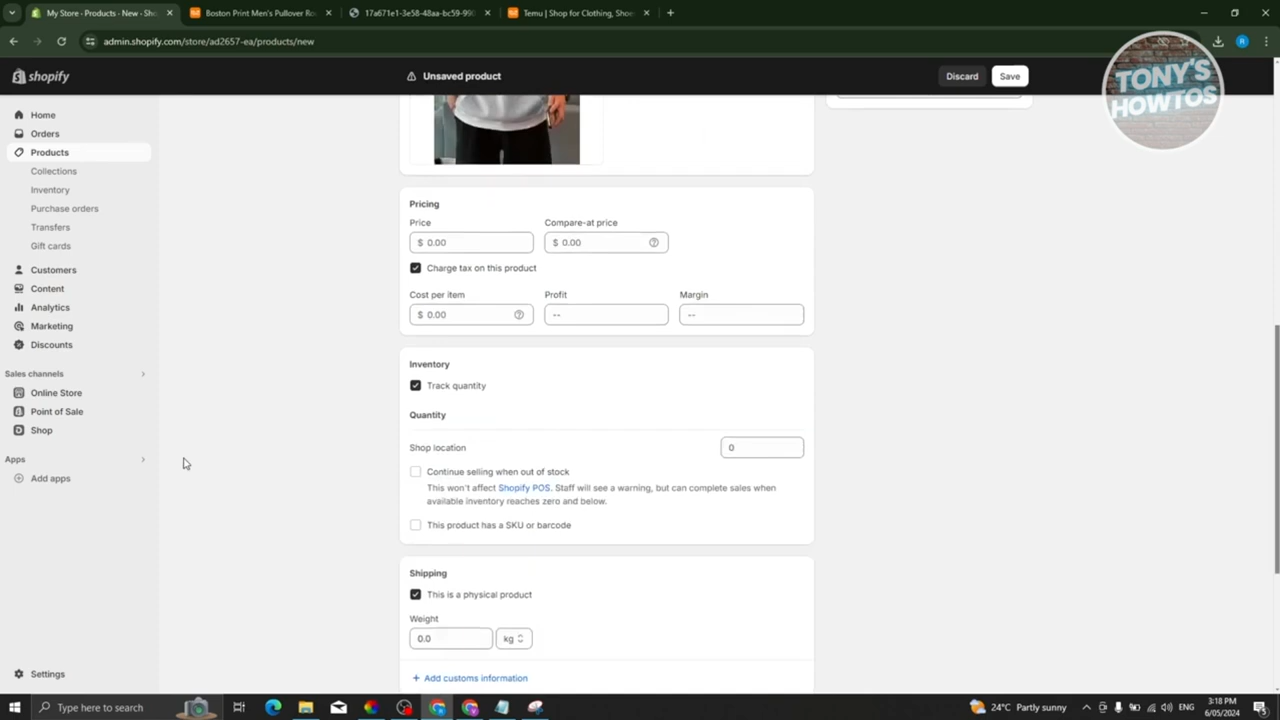 My Store - Products - New - Sho
Boston Print Men's Pullover Ro
17a671e1-3e58-48aa-bc59-99
Temu | Shop for Clothing, Shoe
admin.shopify.com/store/ad2657-ea/products/new
R
shopify
Unsaved product
Discard
Save
TONY'S
HOWTOS
Home
Orders
Products
Collections
Inventory
Purchase orders
Transfers
Gift cards
Customers
Content
Analytics
Marketing
Discounts
Sales channels
Online Store
Point of Sale
Shop
Apps
Add apps
Settings
Pricing
Price
Compare-at price
$ 0.00
$ 0.00
Charge tax on this product
Cost per item
Profit
Margin
$ 0.00
--
--
Inventory
Track quantity
Quantity
Shop location
0
Continue selling when out of stock
This won't affect Shopify POS. Staff will see a warning, but can complete sales when
available inventory reaches zero and below.
This product has a SKU or barcode
Shipping
This is a physical product
Weight
0.0
kg
+ Add customs information
Type here to search
24°C Partly sunny
ENG
3:18 PM
6/05/2024